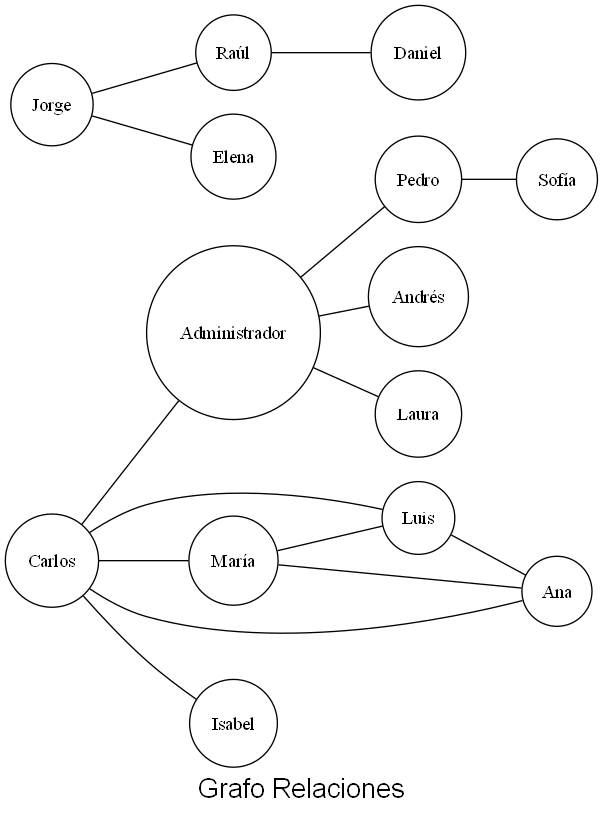 Raúl
Daniel
Jorge
Elena
Pedro
Sofía
Andrés
Administrador
Laura
Luis
Carlos
María
Ana
Isabel
Grafo Relaciones